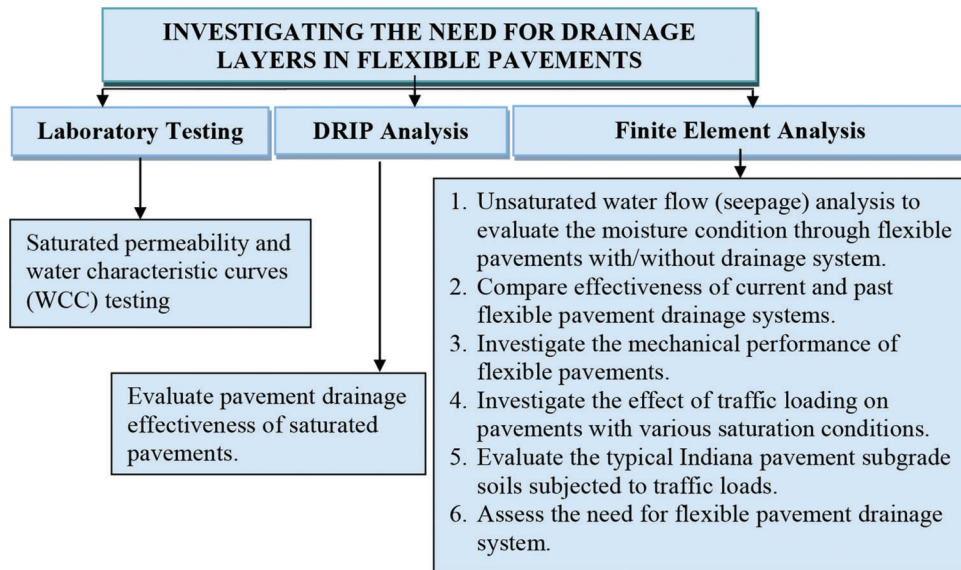 INVESTIGATING THE NEED FOR DRAINAGE
LAYERS IN FLEXIBLE PAVEMENTS
Laboratory Testing
DRIP Analysis
Finite Element Analysis
Saturated permeability and
water characteristic curves
(WCC) testing
Evaluate pavement drainage
effectiveness of saturated
pavements.
1. Unsaturated water flow (seepage) analysis to
evaluate the moisture condition through flexible
pavements with/without drainage system.
2. Compare effectiveness of current and past
flexible pavement drainage systems.
3. Investigate the mechanical performance of
flexible pavements.
4. Investigate the effect of traffic loading on
pavements with various saturation conditions.
5. Evaluate the typical Indiana pavement subgrade
soils subjected to traffic loads.
6. Assess the need for flexible pavement drainage
system.